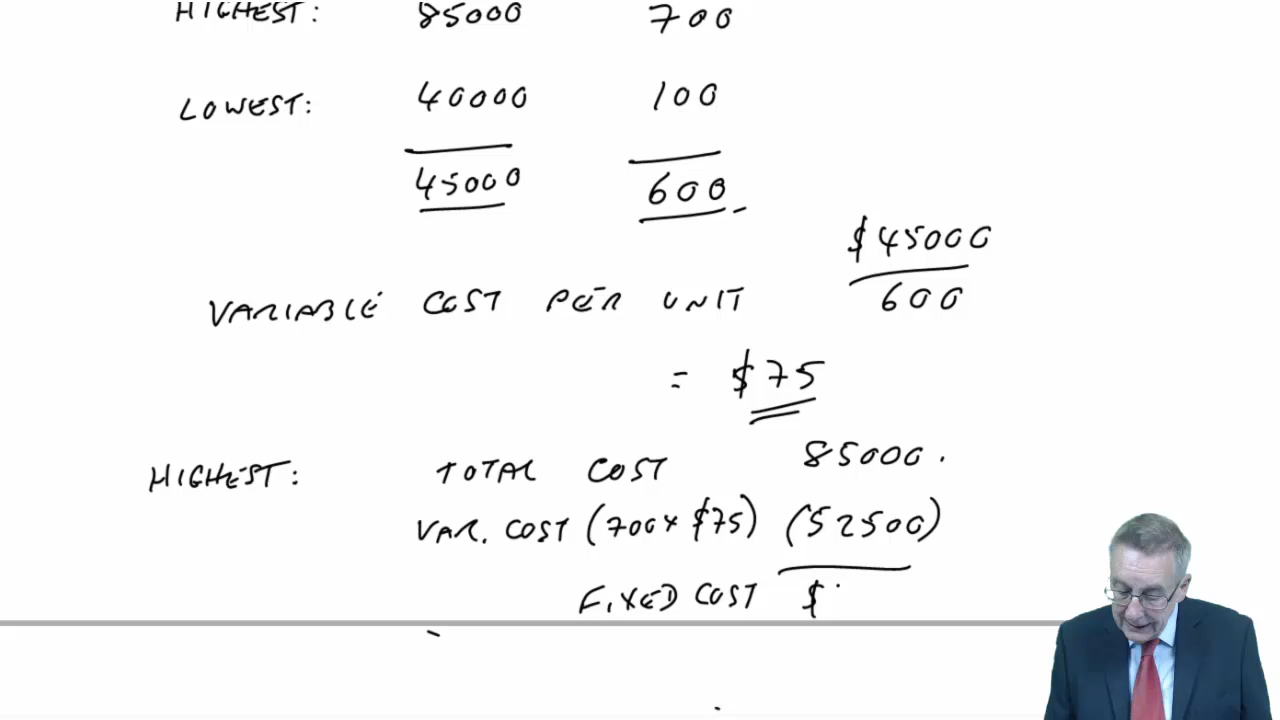 HIGHEST: 85000 700
LOWEST: 40000 100
45000 600
$45000
600
VARIABLE COST PER UNIT
= $75
HIGHEST: TOTAL COST 85000.
VAR. COST (700 × $75) (52500)
FIXED COST $